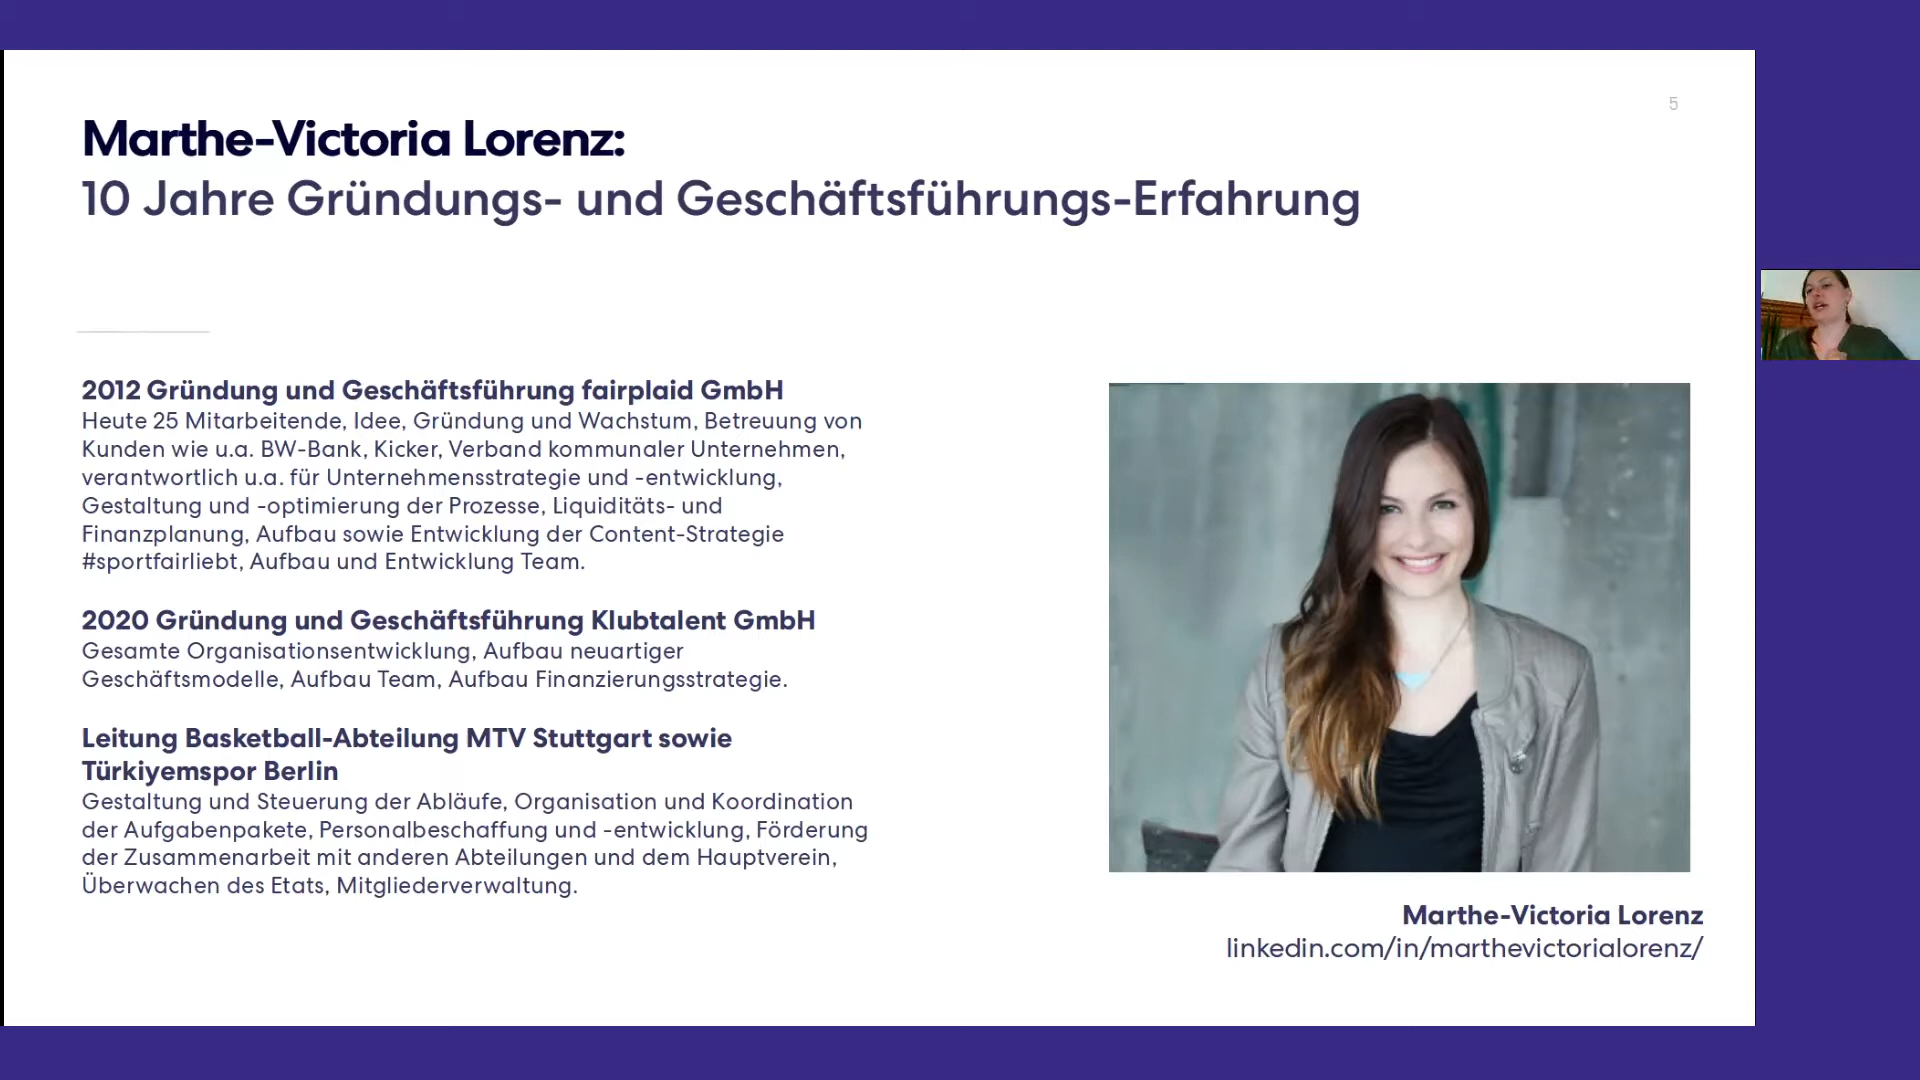 5
Marthe-Victoria Lorenz:
10 Jahre Gründungs- und Geschäftsführungs-Erfahrung
2012 Gründung und Geschäftsführung fairplaid GmbH
Heute 25 Mitarbeitende, Idee, Gründung und Wachstum, Betreuung von
Kunden wie u.a. BW-Bank, Kicker, Verband kommunaler Unternehmen,
verantwortlich u.a. für Unternehmensstrategie und -entwicklung,
Gestaltung und -optimierung der Prozesse, Liquiditäts- und
Finanzplanung, Aufbau sowie Entwicklung der Content-Strategie
#sportfairliebt, Aufbau und Entwicklung Team.
2020 Gründung und Geschäftsführung Klubtalent GmbH
Gesamte Organisationsentwicklung, Aufbau neuartiger
Geschäftsmodelle, Aufbau Team, Aufbau Finanzierungsstrategie.
Leitung Basketball-Abteilung MTV Stuttgart sowie
Türkiyemspor Berlin
Gestaltung und Steuerung der Abläufe, Organisation und Koordination
der Aufgabenpakete, Personalbeschaffung und -entwicklung, Förderung
der Zusammenarbeit mit anderen Abteilungen und dem Hauptverein,
Überwachen des Etats, Mitgliederverwaltung.
Marthe-Victoria Lorenz
linkedin.com/in/marthevictorialorenz/